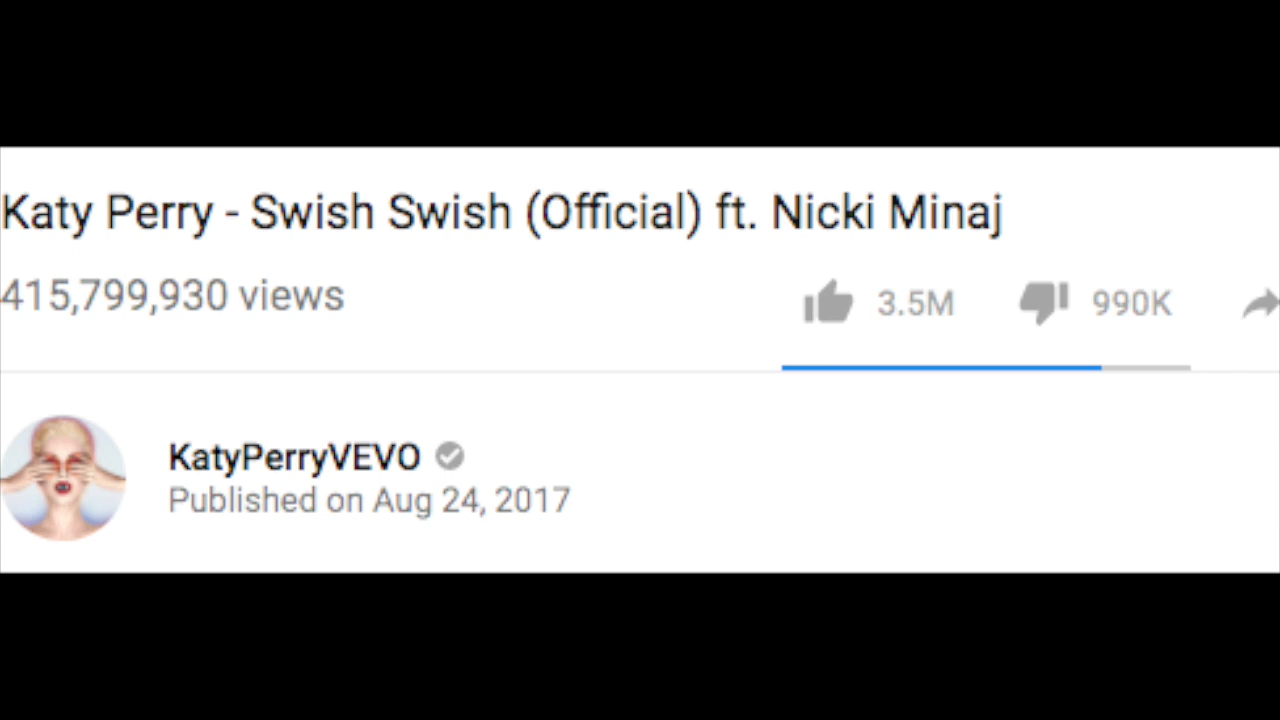 Katy Perry - Swish Swish (Official) ft. Nicki Minaj
415,799,930 views 3.5M 990K
KatyPerryVEVO
Published on Aug 24, 2017